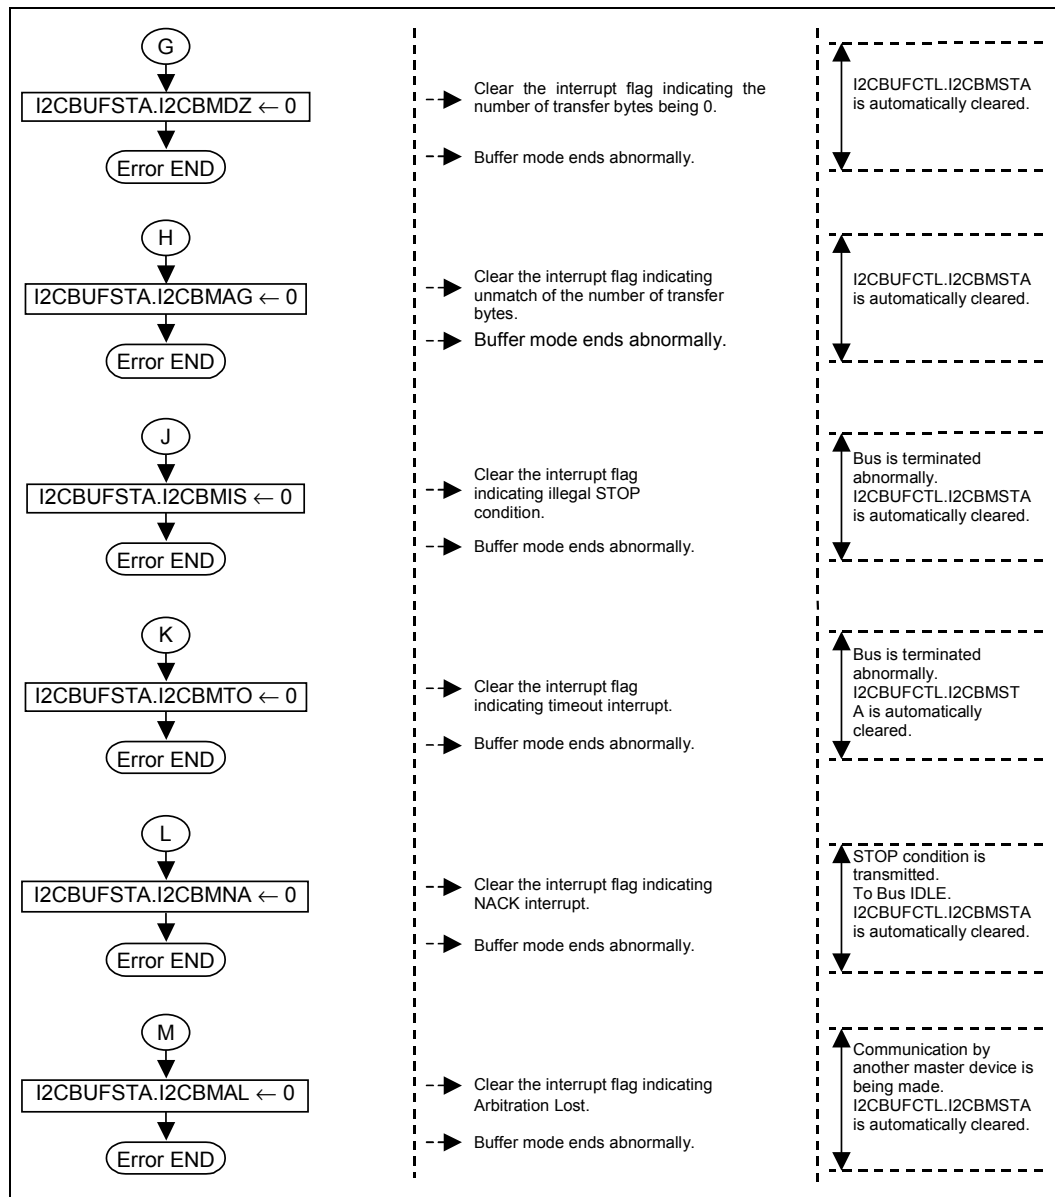 G
I2CBUFSTA.I2CBMDZ ← 0
Error END
Clear the interrupt flag indicating the
number of transfer bytes being 0.
Buffer mode ends abnormally.
I2CBUFCTL.I2CBMSTA
is automatically cleared.
H
I2CBUFSTA.I2CBMAG ← 0
Error END
Clear the interrupt flag indicating
unmatch of the number of transfer
bytes.
Buffer mode ends abnormally.
I2CBUFCTL.I2CBMSTA
is automatically cleared.
J
I2CBUFSTA.I2CBMIS ← 0
Error END
Clear the interrupt flag
indicating illegal STOP
condition.
Buffer mode ends abnormally.
Bus is terminated
abnormally.
I2CBUFCTL.I2CBMSTA
is automatically cleared.
K
I2CBUFSTA.I2CBMTO ← 0
Error END
Clear the interrupt flag
indicating timeout interrupt.
Buffer mode ends abnormally.
Bus is terminated
abnormally.
I2CBUFCTL.I2CBMST
A is automatically
cleared.
L
I2CBUFSTA.I2CBMNA ← 0
Error END
Clear the interrupt flag indicating
NACK interrupt.
Buffer mode ends abnormally.
STOP condition is
transmitted.
To Bus IDLE.
I2CBUFCTL.I2CBMSTA
is automatically cleared.
M
I2CBUFSTA.I2CBMAL ← 0
Error END
Clear the interrupt flag indicating
Arbitration Lost.
Buffer mode ends abnormally.
Communication by
another master device is
being made.
I2CBUFCTL.I2CBMSTA
is automatically cleared.